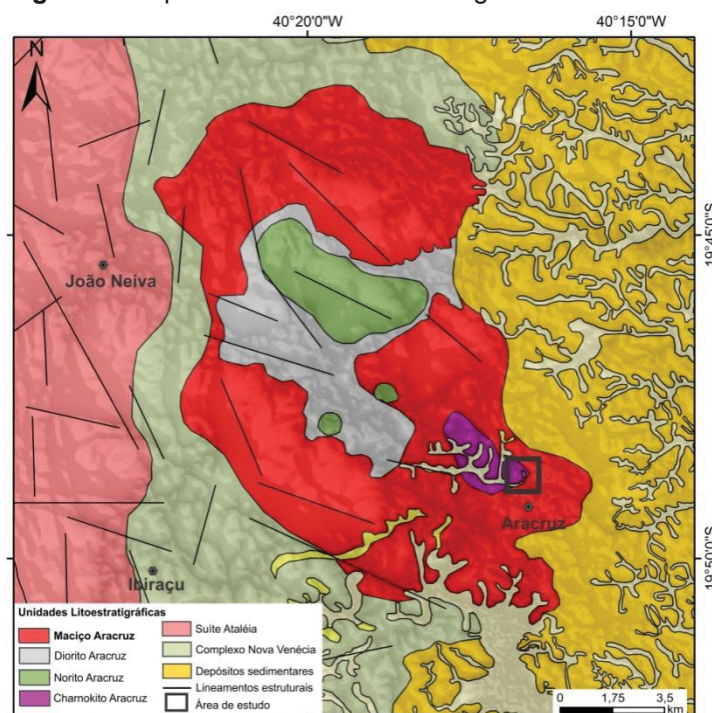 40°20'0"W
40°15'0"W
N
19°45'0"S
João Neiva
Aracruz
19°50'0"S
Ibiraçu
Unidades Litoestratigráficas
Maciço Aracruz
Diorito Aracruz
Norito Aracruz
Charnokito Aracruz
Suíte Ataléia
Complexo Nova Venécia
Depósitos sedimentares
Lineamentos estruturais
Área de estudo
0 1,75 3,5
km